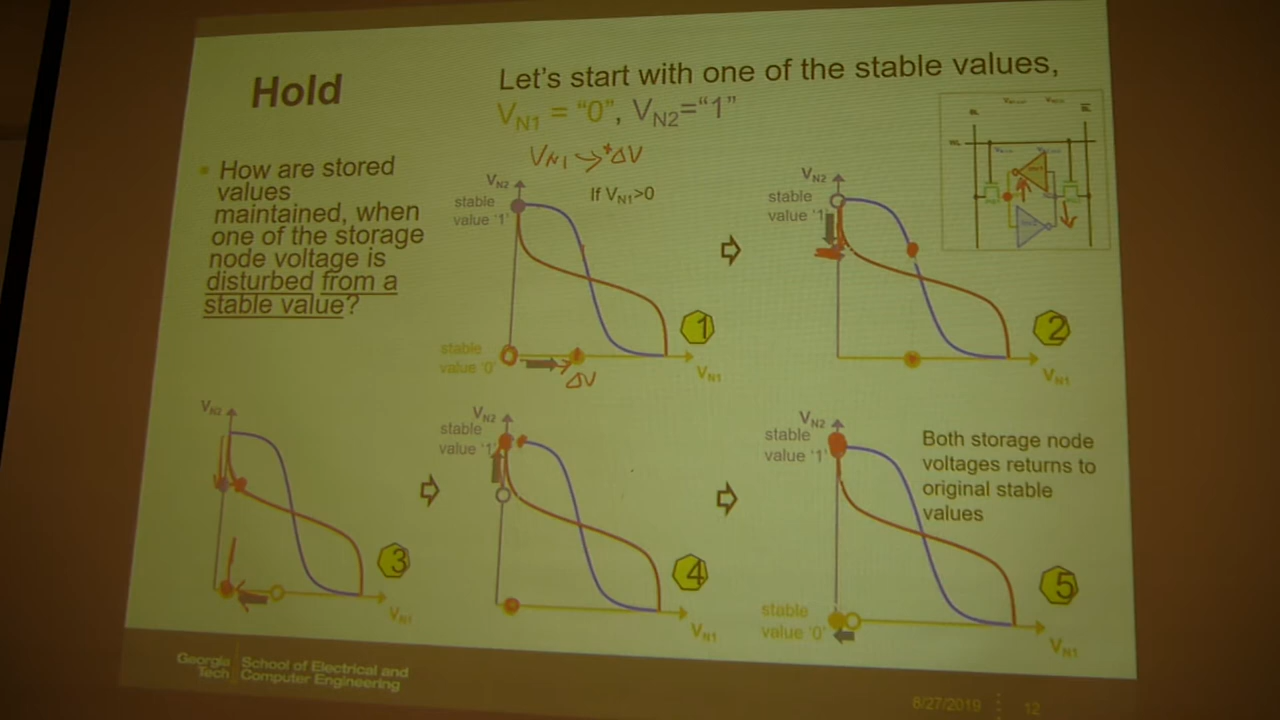 Hold
Let's start with one of the stable values,
V_N1 = "0", V_N2="1"
How are stored
values
maintained, when
one of the storage
node voltage is
disturbed from a
stable value?
V_N1 → +ΔV
If V_N1>0
V_N2
stable
value '1'
stable
value '0'
ΔV
V_N1
1
V_N2
stable
value '1
V_N1
2
V_N2
V_N1
3
V_N2
stable
value '1'
V_N1
4
V_N2
stable
value '1'
stable
value '0'
V_N1
5
Both storage node
voltages returns to
original stable
values
Georgia
Tech
School of Electrical and
Computer Engineering
8/27/2019
12